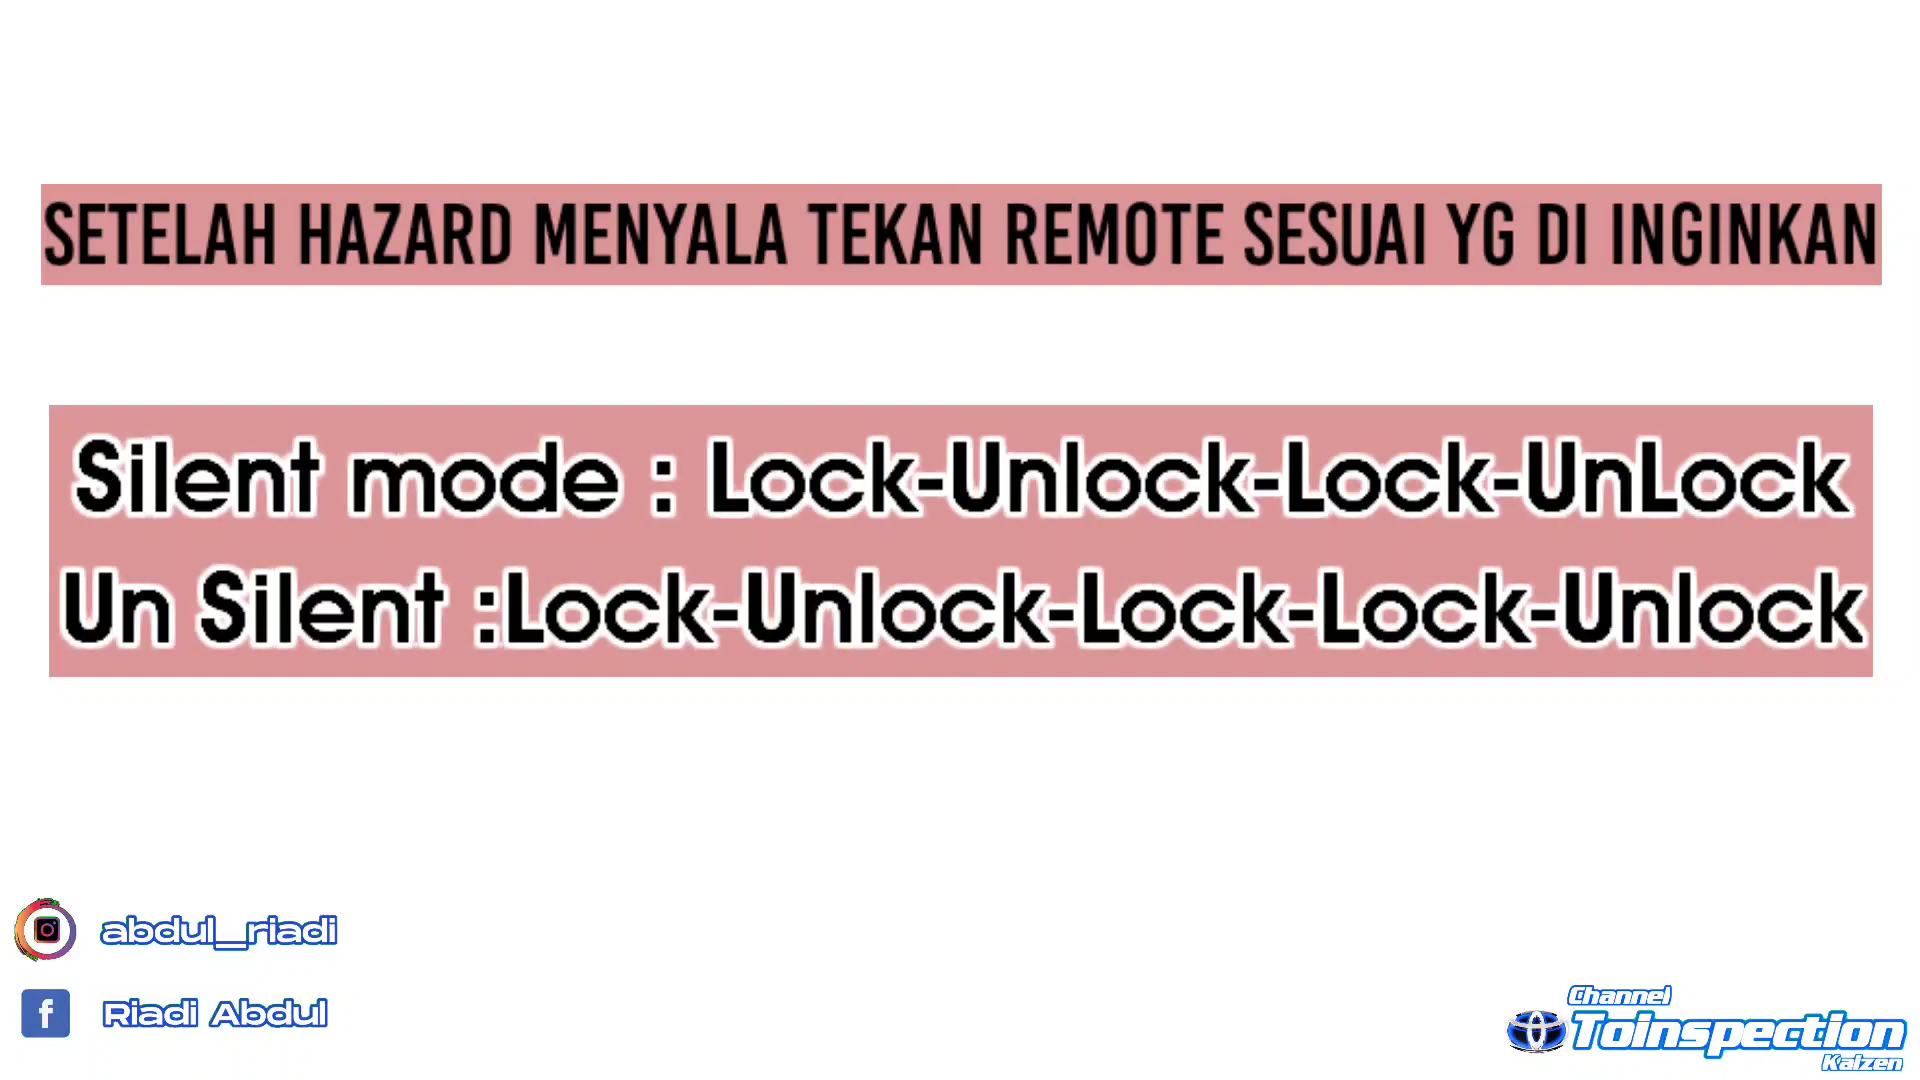 SETELAH HAZARD MENYALA TEKAN REMOTE SESUAI YG DI INGINKAN
Silent mode : Lock-Unlock-Lock-UnLock
Un Silent :Lock-Unlock-Lock-Lock-Unlock
abdul_riadi
Riadi Abdul
Channel
Toinspection
Kaizen